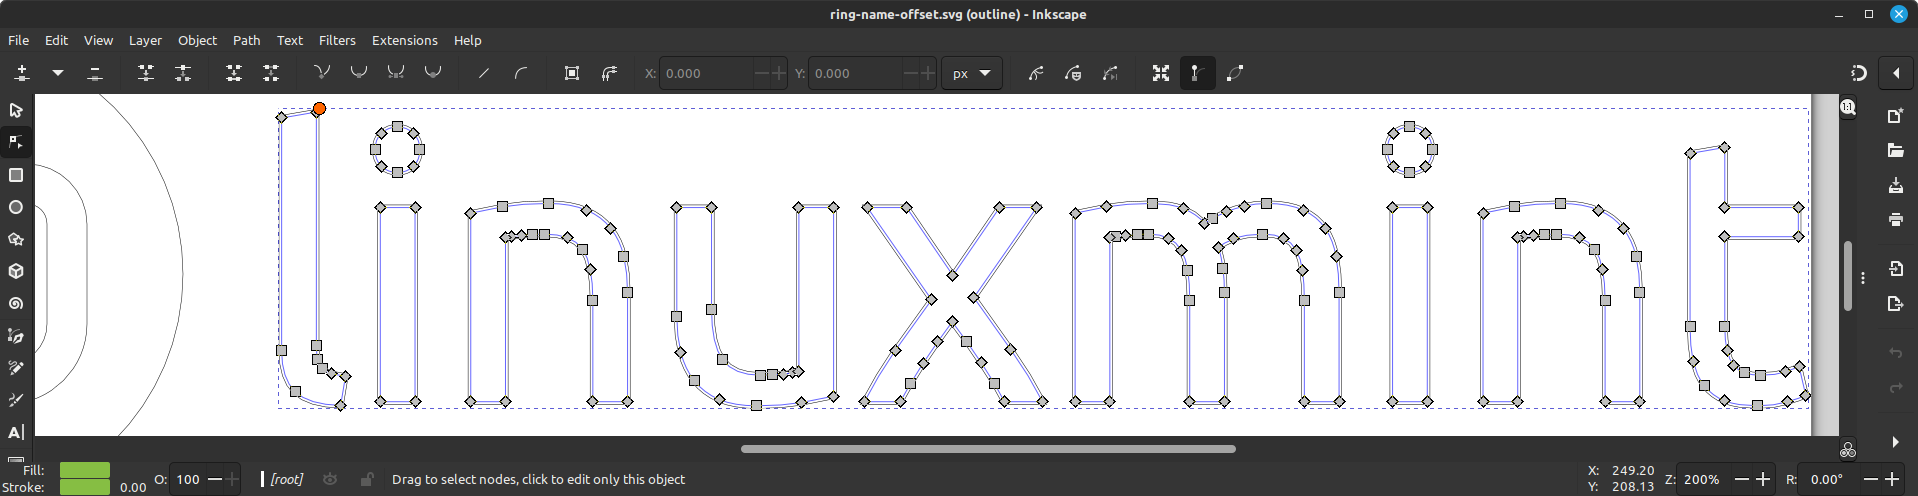 ring-name-offset.svg (outline) - Inkscape
File Edit View Layer Object Path Text Filters Extensions Help
X: 0.000 Y: 0.000 px
1:1
linuxmint
A
Fill:
Stroke: 0.00 O: 100 [root] Drag to select nodes, click to edit only this object
X: 249.20
Y: 208.13
Z: 200% R: 0.00°